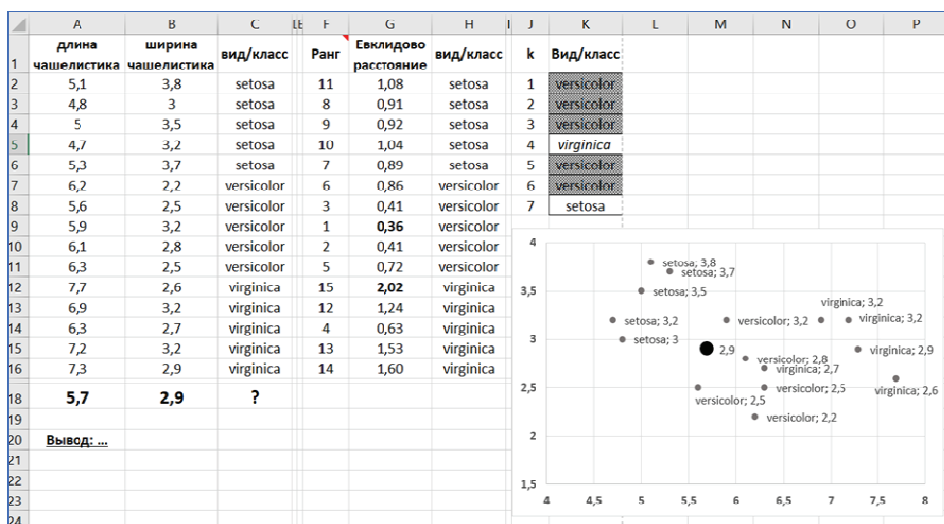 A B C E F G H I J K L M N O P
1 длина чашелистика ширина чашелистика вид/класс Ранг Евклидово расстояние вид/класс k Вид/класс
2 5,1 3,8 setosa 11 1,08 setosa 1 versicolor
3 4,8 3 setosa 8 0,91 setosa 2 versicolor
4 5 3,5 setosa 9 0,92 setosa 3 versicolor
5 4,7 3,2 setosa 10 1,04 setosa 4 virginica
6 5,3 3,7 setosa 7 0,89 setosa 5 versicolor
7 6,2 2,2 versicolor 6 0,86 versicolor 6 versicolor
8 5,6 2,5 versicolor 3 0,41 versicolor 7 setosa
9 5,9 3,2 versicolor 1 0,36 versicolor
10 6,1 2,8 versicolor 2 0,41 versicolor
11 6,3 2,5 versicolor 5 0,72 versicolor
12 7,7 2,6 virginica 15 2,02 virginica
13 6,9 3,2 virginica 12 1,24 virginica
14 6,3 2,7 virginica 4 0,63 virginica
15 7,2 3,2 virginica 13 1,53 virginica
16 7,3 2,9 virginica 14 1,60 virginica
18 5,7 2,9 ?
19
20 Вывод: ...
21
22
23
24
4
setosa; 3,8
setosa; 3,7
3,5
setosa; 3,5
virginica; 3,2
setosa; 3,2
versicolor; 3,2
virginica; 3,2
3
setosa; 3
2,9
virginica; 2,9
versicolor; 2,8
virginica; 2,7
2,5
versicolor; 2,5
virginica; 2,6
versicolor; 2,5
versicolor; 2,2
2
1,5
4 4,5 5 5,5 6 6,5 7 7,5 8